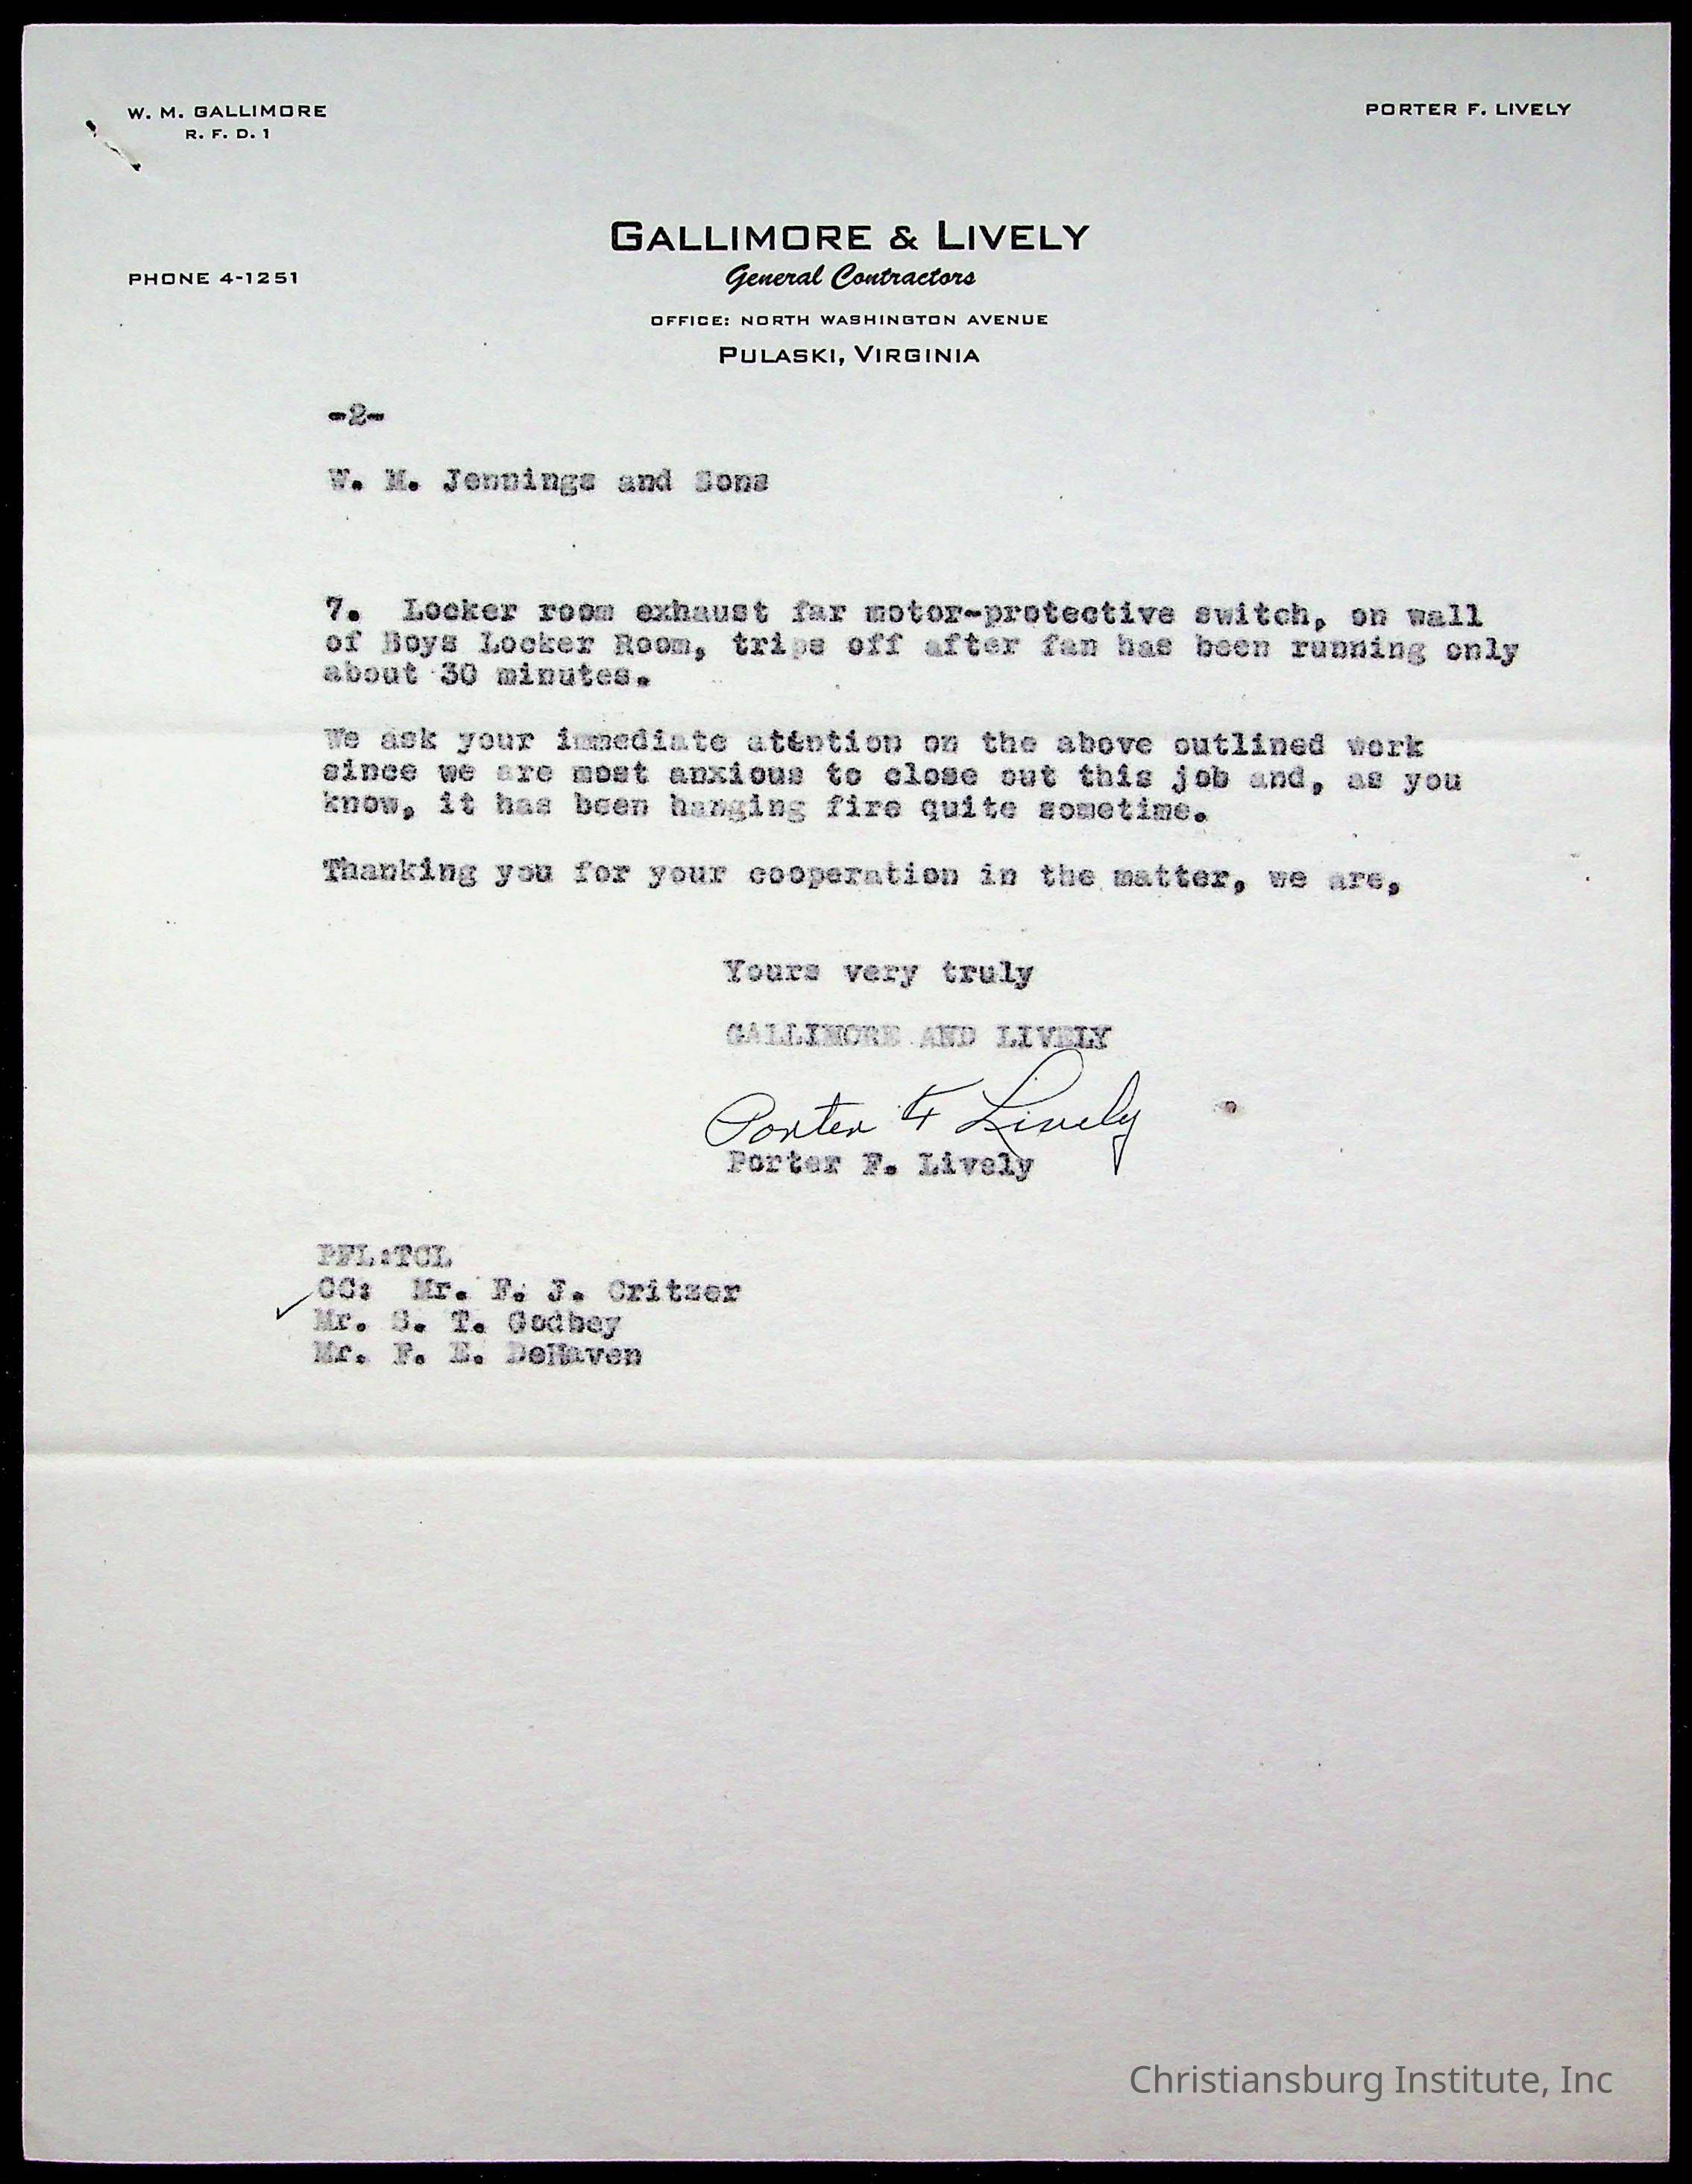 W. M. GALLIMORE
R. F. D. 1
PORTER F. LIVELY
GALLIMORE & LIVELY
General Contractors
PHONE 4-1251
OFFICE: NORTH WASHINGTON AVENUE
PULASKI, VIRGINIA
-2-
W. M. Jennings and Sons
7.  Locker room exhaust far motor-protective switch, on wall
of Boys Locker Room, trips off after fan has been running only
about 30 minutes.
We ask your immediate atention on the above outlined work
since we are most anxious to close out this job and, as you
know, it has been hanging fire quite sometime.
Thanking you for your cooperation in the matter, we are,
Yours very truly
GALLIMORE AND LIVELY
Porter F Lively
Porter F. Lively
PFL:TCL
CC:  Mr. F. J. Critzer
Mr. S. T. Godbey
Mr. F. E. DeHaven
Christiansburg Institute, Inc